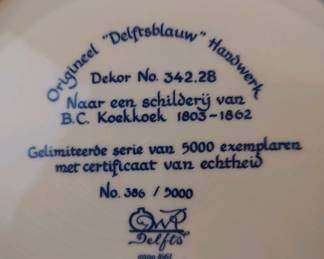 Origineel "Delftsblauw" Handwerk
Dekor No. 342.28
Naar een schilderij van
B.C. Koekkoek 1803-1862
Gelimiteerde serie van 5000 exemplaren
met certificaat van echtheid
No. 386 / 5000
Delfts